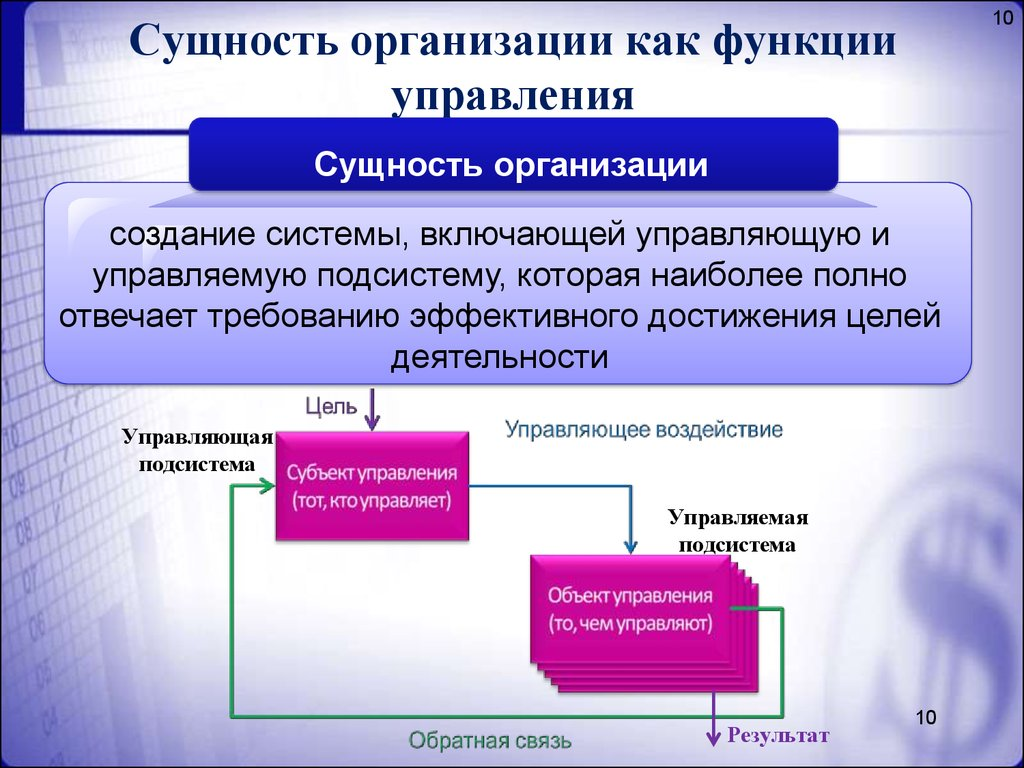 10
Сущность организации как функции
управления
Сущность организации
создание системы, включающей управляющую и
управляемую подсистему, которая наиболее полно
отвечает требованию эффективного достижения целей
деятельности
Цель
Управляющее воздействие
Управляющая
подсистема
Субъект управления
(тот, кто управляет)
Управляемая
подсистема
Объект управления
(то, чем управляют)
10
Результат
Обратная связь